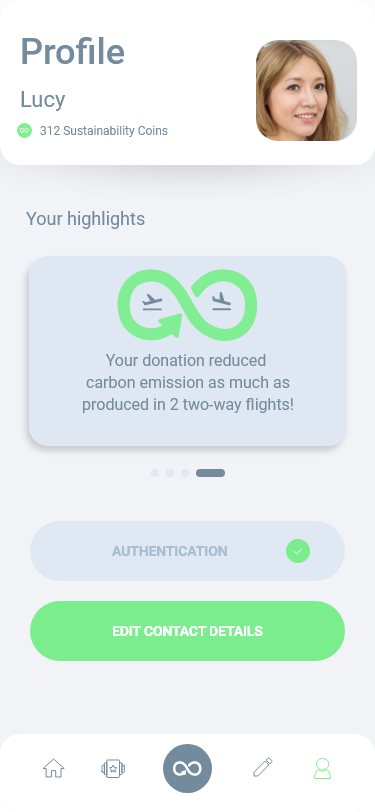 Profile
Lucy
312 Sustainability Coins
Your highlights
Your donation reduced
carbon emission as much as
produced in 2 two-way flights!
AUTHENTICATION
EDIT CONTACT DETAILS